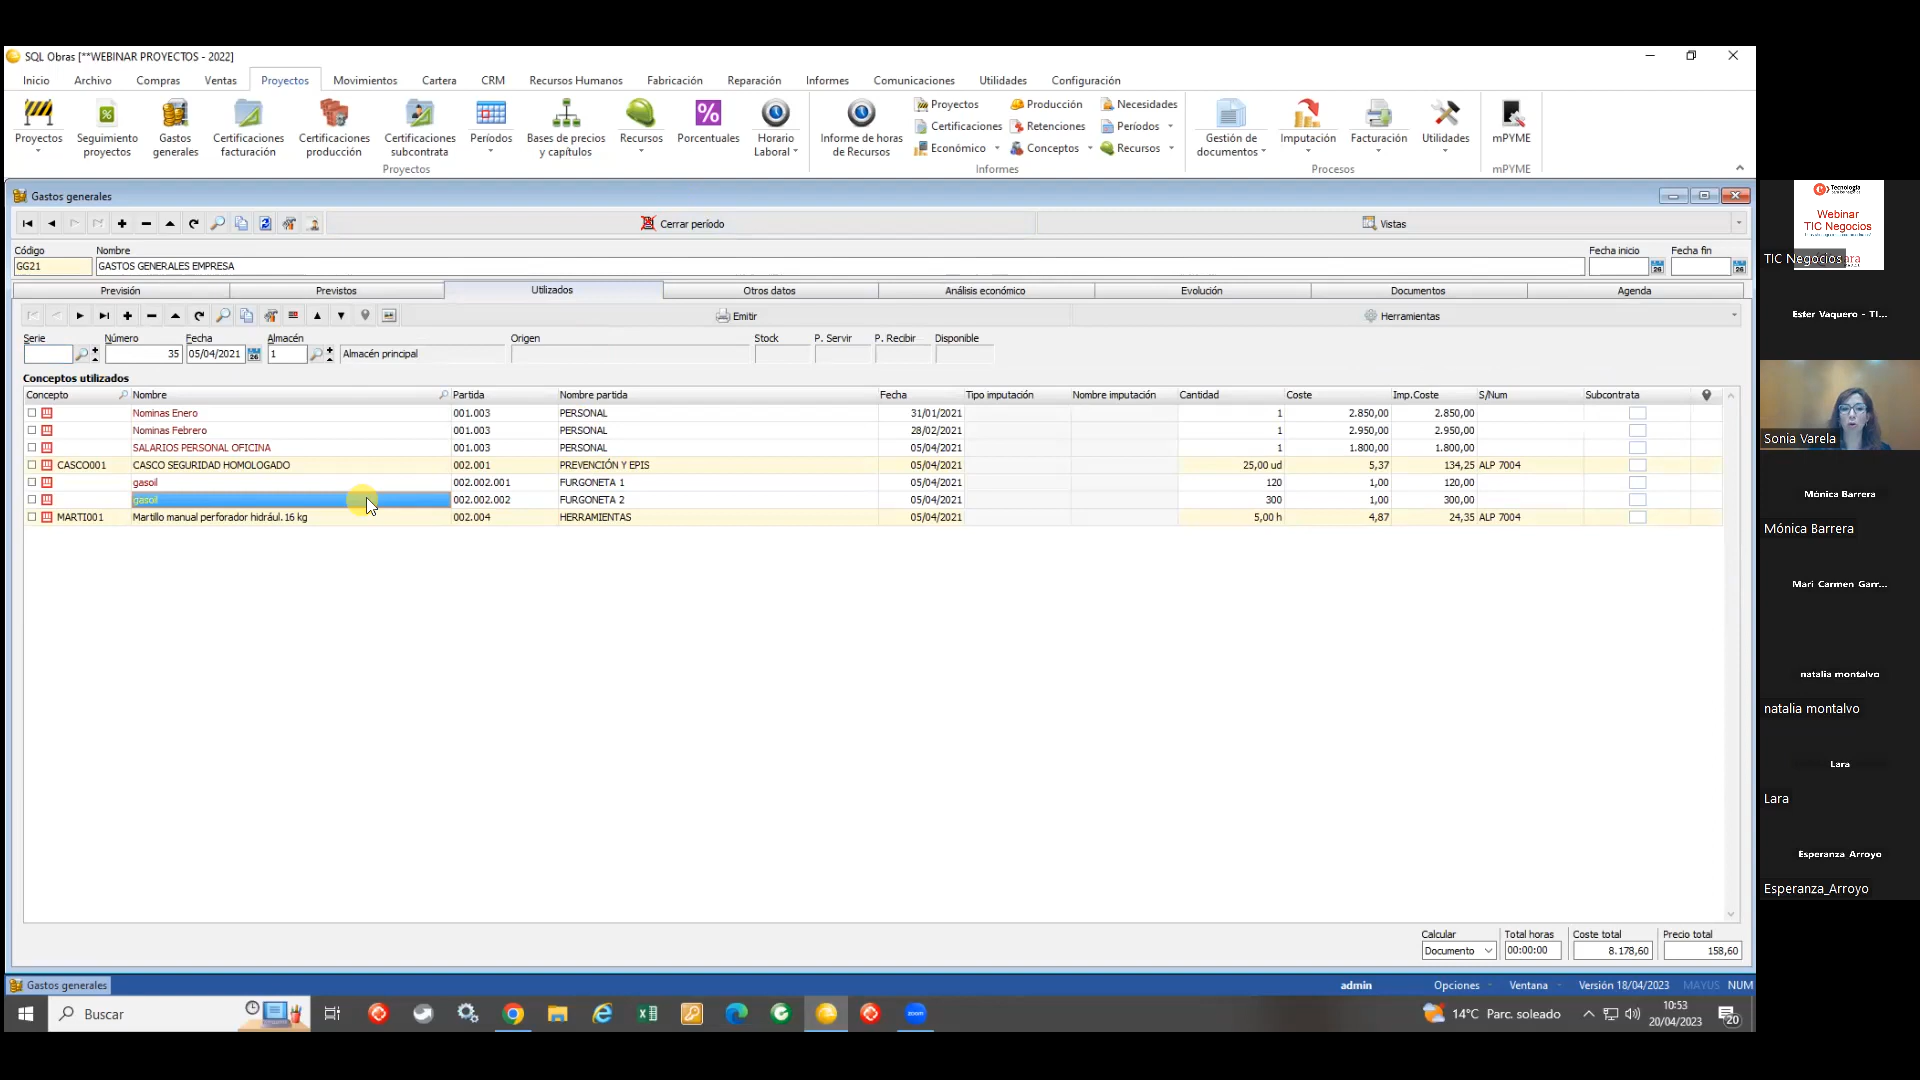 SQL Obras [**WEBINAR PROYECTOS - 2022]
Inicio Archivo Compras Ventas Proyectos Movimientos Cartera CRM Recursos Humanos Fabricación Reparación Informes Comunicaciones Utilidades Configuración
Proyectos
Seguimiento proyectos
Gastos generales
Certificaciones facturación
Certificaciones producción
Certificaciones subcontrata
Períodos
Bases de precios y capítulos
Recursos
Porcentuales
Horario Laboral
Informe de horas de Recursos
Proyectos Producción Necesidades
Certificaciones Retenciones Períodos
Económico Conceptos Recursos
Gestión de documentos
Imputación
Facturación
Utilidades
mPYME
Proyectos Informes Procesos mPYME
Gastos generales
Cerrar período Vistas
Código Nombre Fecha inicio Fecha fin
GG21 GASTOS GENERALES EMPRESA
Previsión Previstos Utilizados Otros datos Análisis económico Evolución Documentos Agenda
Emitir Herramientas
Serie Número Fecha Almacén Origen Stock P. Servir P. Recibir Disponible
35 05/04/2021 1 Almacén principal
Conceptos utilizados
Concepto Nombre Partida Nombre partida Fecha Tipo imputación Nombre imputación Cantidad Coste Imp.Coste S/Num Subcontrata
Nominas Enero 001.003 PERSONAL 31/01/2021 1 2.850,00 2.850,00
Nominas Febrero 001.003 PERSONAL 28/02/2021 1 2.950,00 2.950,00
SALARIOS PERSONAL OFICINA 001.003 PERSONAL 05/04/2021 1 1.800,00 1.800,00
CASCO001 CASCO SEGURIDAD HOMOLOGADO 002.001 PREVENCIÓN Y EPIS 05/04/2021 25,00 ud 5,37 134,25 ALP 7004
gasoil 002.002.001 FURGONETA 1 05/04/2021 120 1,00 120,00
gasoil 002.002.002 FURGONETA 2 05/04/2021 300 1,00 300,00
MARTI001 Martillo manual perforador hidrául. 16 kg 002.004 HERRAMIENTAS 05/04/2021 5,00 h 4,87 24,35 ALP 7004
Calcular Total horas Coste total Precio total
Documento 00:00:00 8.178,60 158,60
Gastos generales admin Opciones Ventana Versión 18/04/2023 MAYUS NUM
Buscar 14°C Parc. soleado 10:53
20/04/2023 20
Tecnología
Webinar
TIC Negocios
TIC Negocios
Ester Vaquero - TI...
Sonia Varela
Mónica Barrera
Mónica Barrera
Mari Carmen Garr...
natalia montalvo
natalia montalvo
Lara
Lara
Esperanza Arroyo
Esperanza_Arroyo
zoom